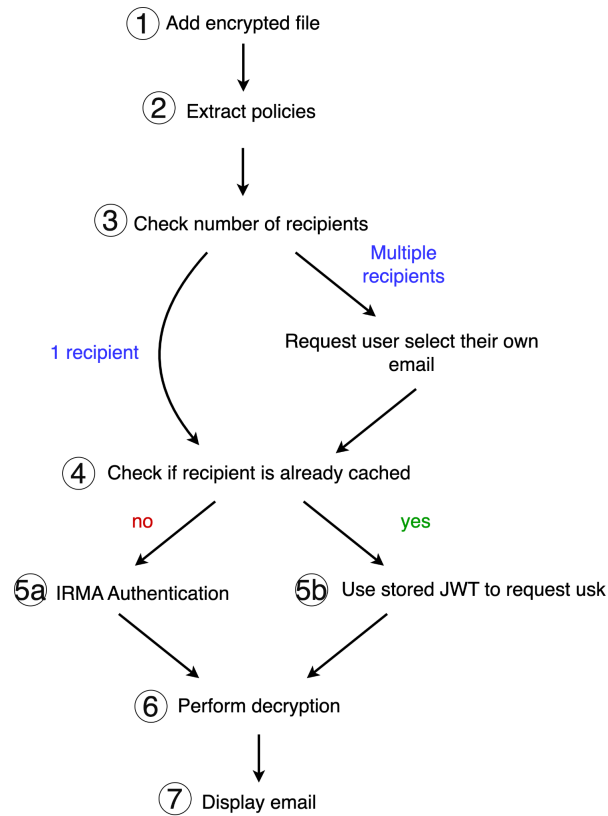 1 Add encrypted file
2 Extract policies
3 Check number of recipients
Multiple
recipients
1 recipient
Request user select their own
email
4 Check if recipient is already cached
no
yes
5a IRMA Authentication
5b Use stored JWT to request usk
6 Perform decryption
7 Display email